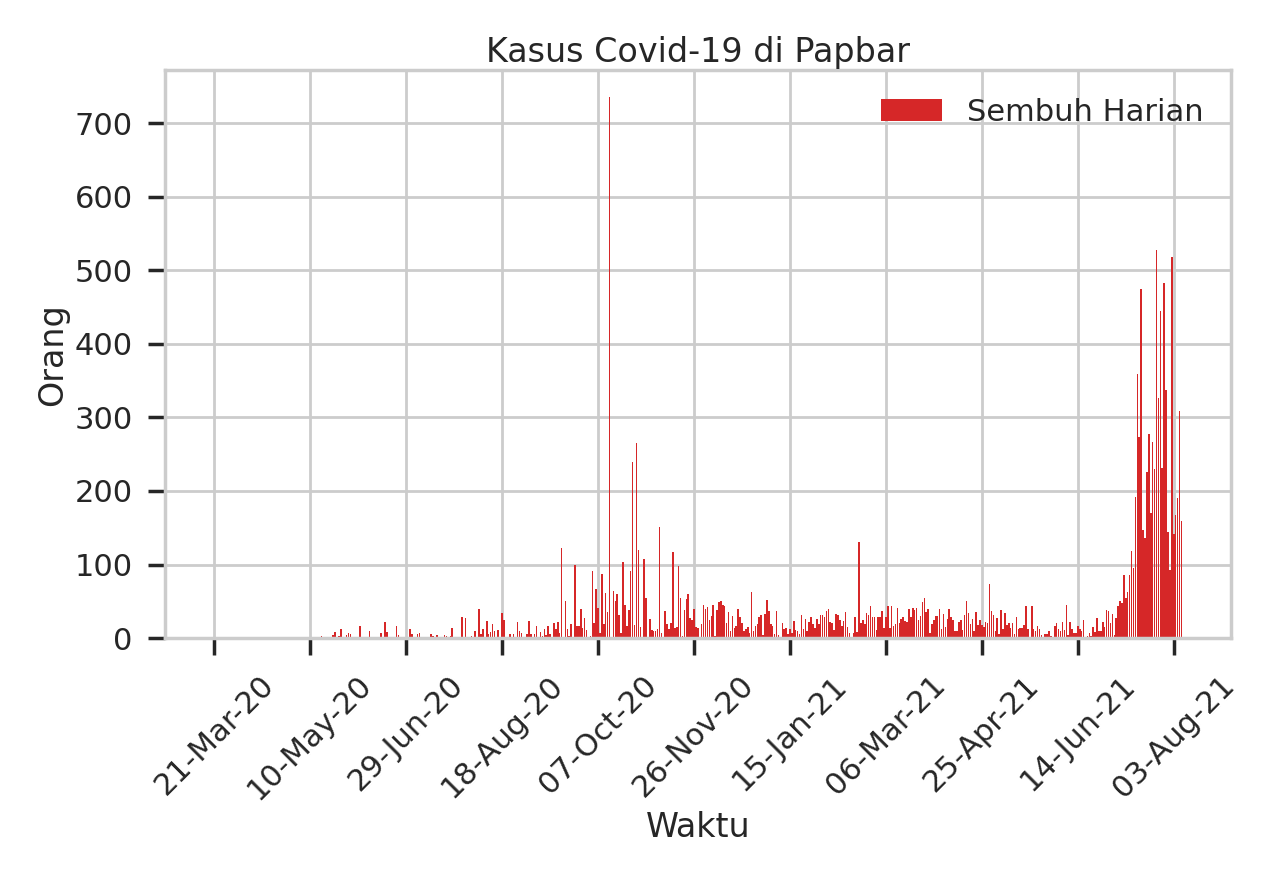 Kasus Covid-19 di Papbar
Sembuh Harian
Orang
700
600
500
400
300
200
100
0
21-Mar-20
10-May-20
29-Jun-20
18-Aug-20
07-Oct-20
26-Nov-20
15-Jan-21
06-Mar-21
25-Apr-21
14-Jun-21
03-Aug-21
Waktu